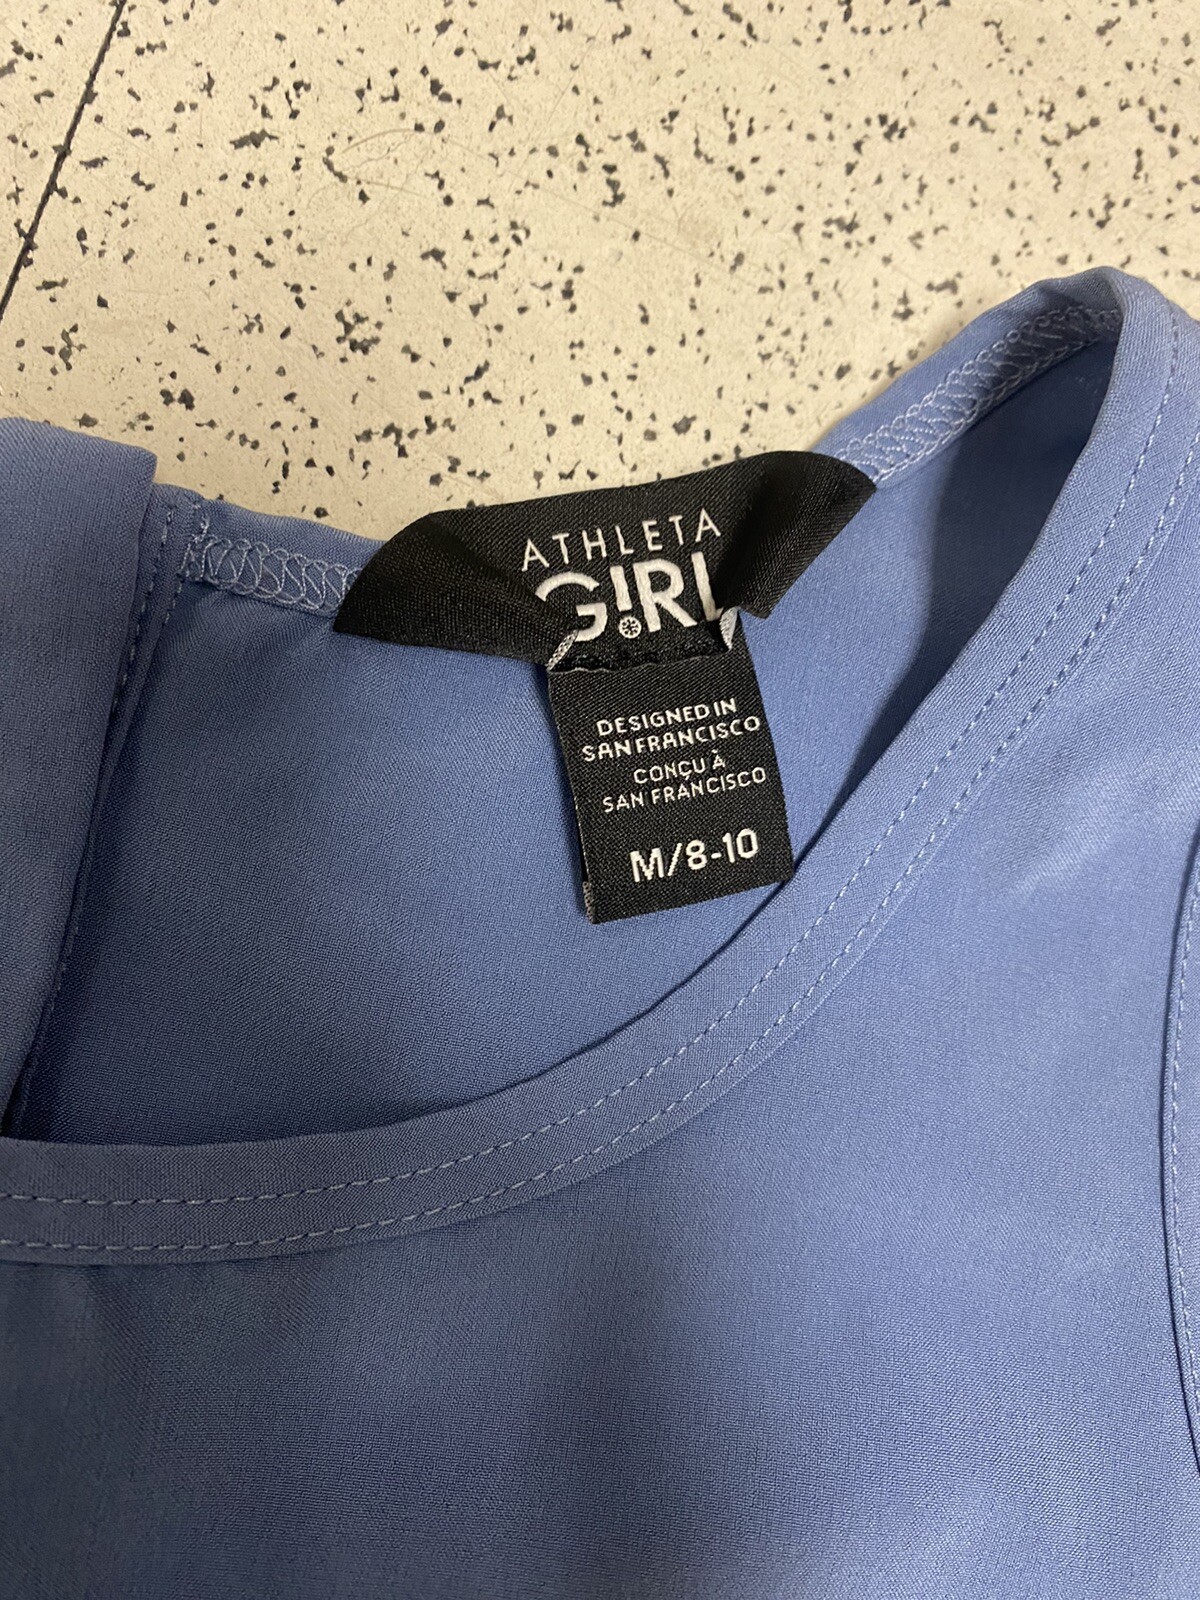 ATHLETA
G!RL
DESIGNED IN
SAN FRANCISCO
CONÇU À
SAN FRANCISCO
M/8-10